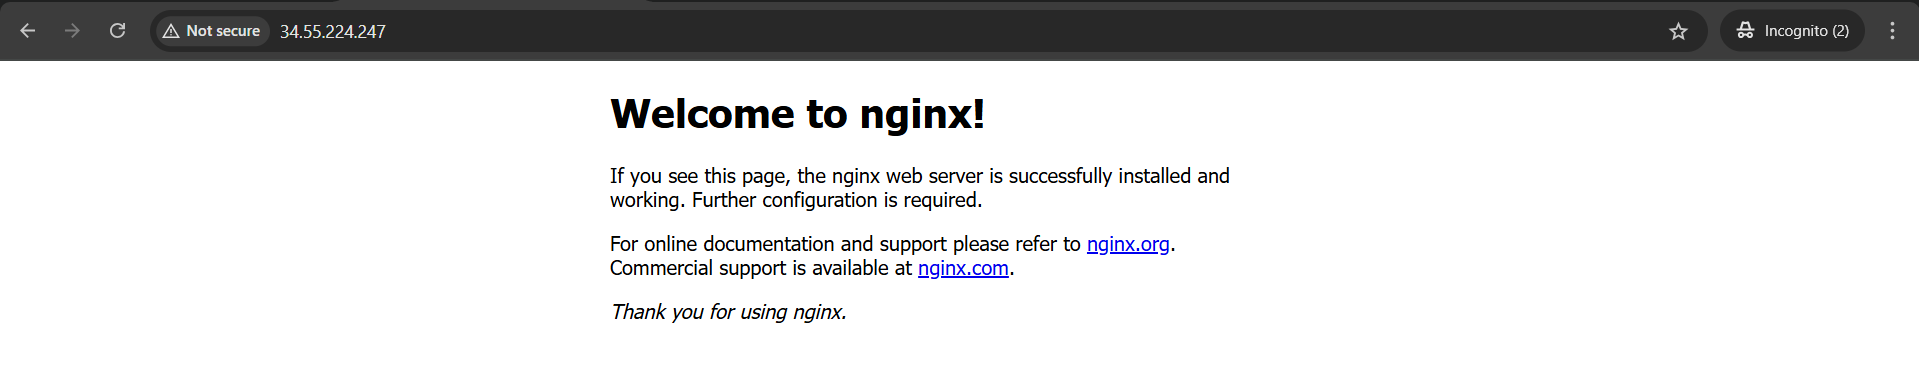 Not secure 34.55.224.247 Incognito (2)
Welcome to nginx!
If you see this page, the nginx web server is successfully installed and
working. Further configuration is required.
For online documentation and support please refer to nginx.org.
Commercial support is available at nginx.com.
Thank you for using nginx.